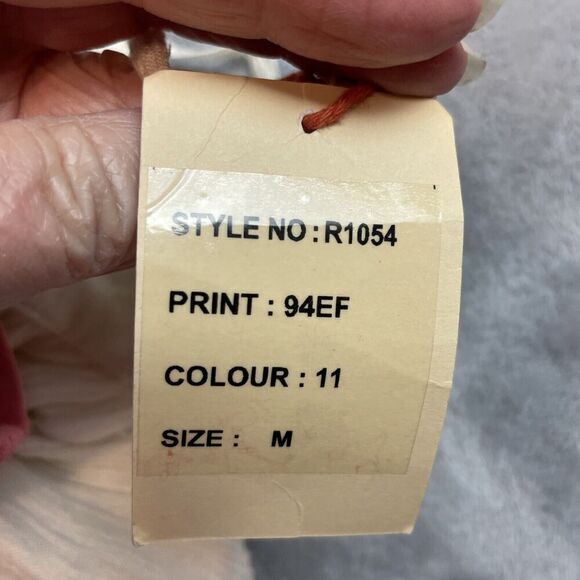 STYLE NO : R1054
PRINT : 94EF
COLOUR : 11
SIZE : M